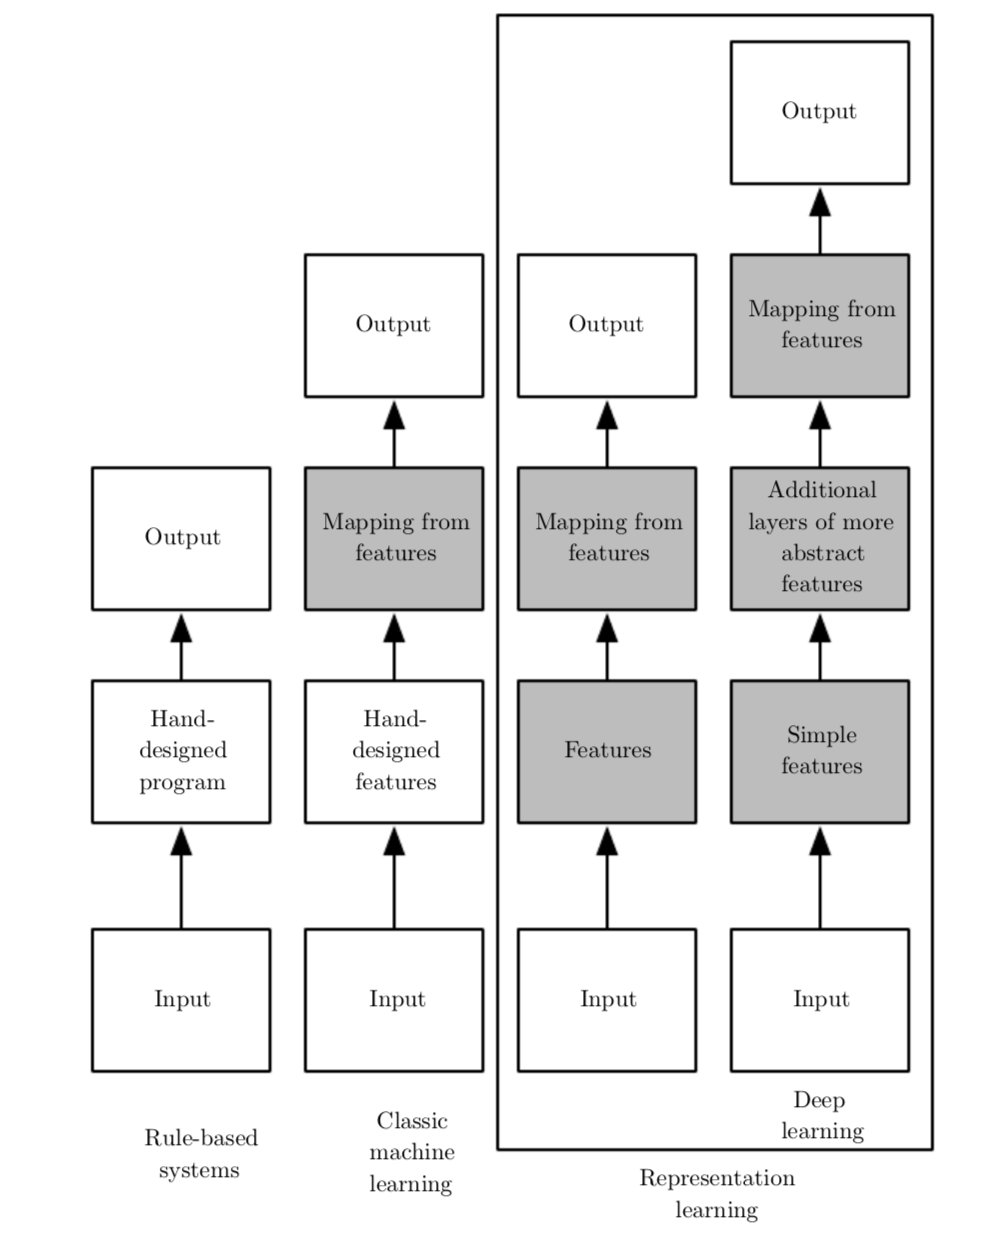 Output
Output
Output
Mapping from
features
Output
Mapping from
features
Mapping from
features
Additional
layers of more
abstract
features
Hand-
designed
program
Hand-
designed
features
Features
Simple
features
Input
Input
Input
Input
Rule-based
systems
Classic
machine
learning
Deep
learning
Representation
learning